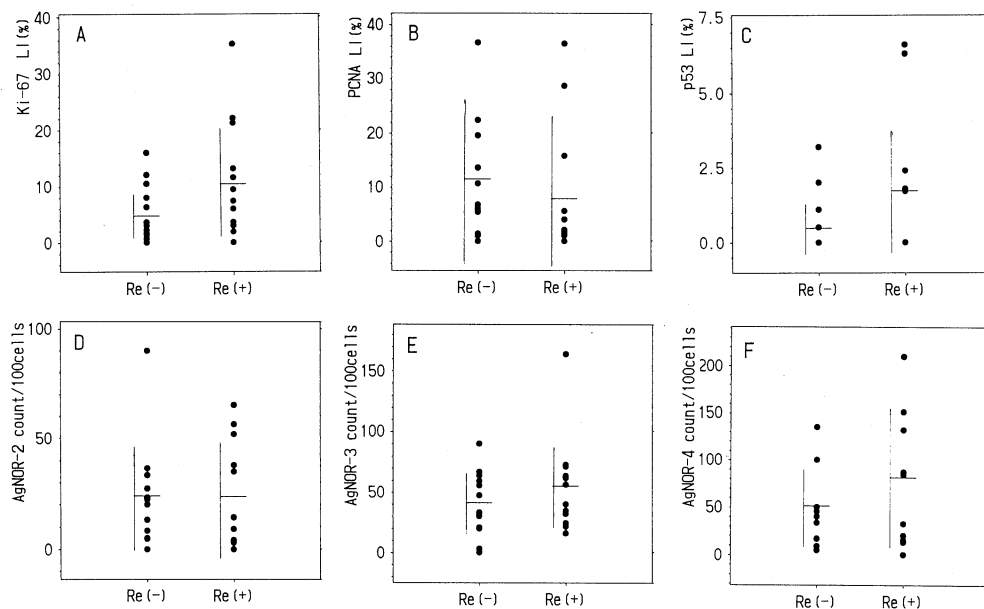 A
Ki-67 LI(%)
40
30
20
10
0
Re(-)
Re(+)
B
PCNA LI(%)
40
30
20
10
0
Re(-)
Re(+)
C
p53 LI(%)
7.5
5.0
2.5
0.0
Re(-)
Re(+)
D
AgNOR-2 count/100cells
100
50
0
Re(-)
Re(+)
E
AgNOR-3 count/100cells
150
100
50
0
Re(-)
Re(+)
F
AgNOR-4 count/100cells
200
150
100
50
0
Re(-)
Re(+)